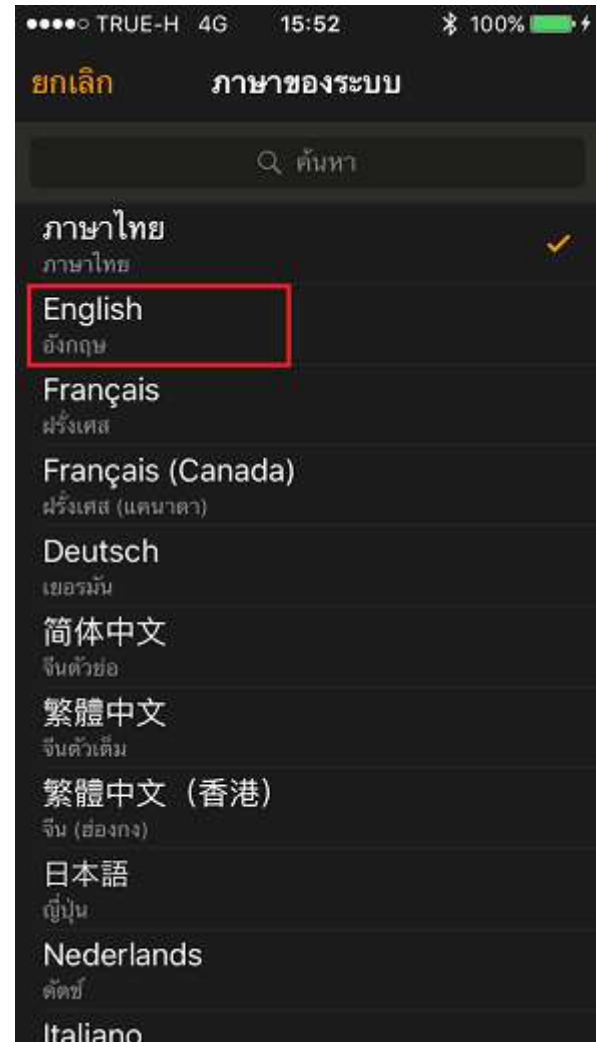 TRUE-H 4G 15:52 100%
ยกเลิก ภาษาของระบบ
ค้นหา
ภาษาไทย
ภาษาไทย
English
อังกฤษ
Français
ฝรั่งเศส
Français (Canada)
ฝรั่งเศส (แคนาดา)
Deutsch
เยอรมัน
简体中文
จีนตัวย่อ
繁體中文
จีนตัวเต็ม
繁體中文（香港）
จีน (ฮ่องกง)
日本語
ญี่ปุ่น
Nederlands
ดัตช์
Italiano